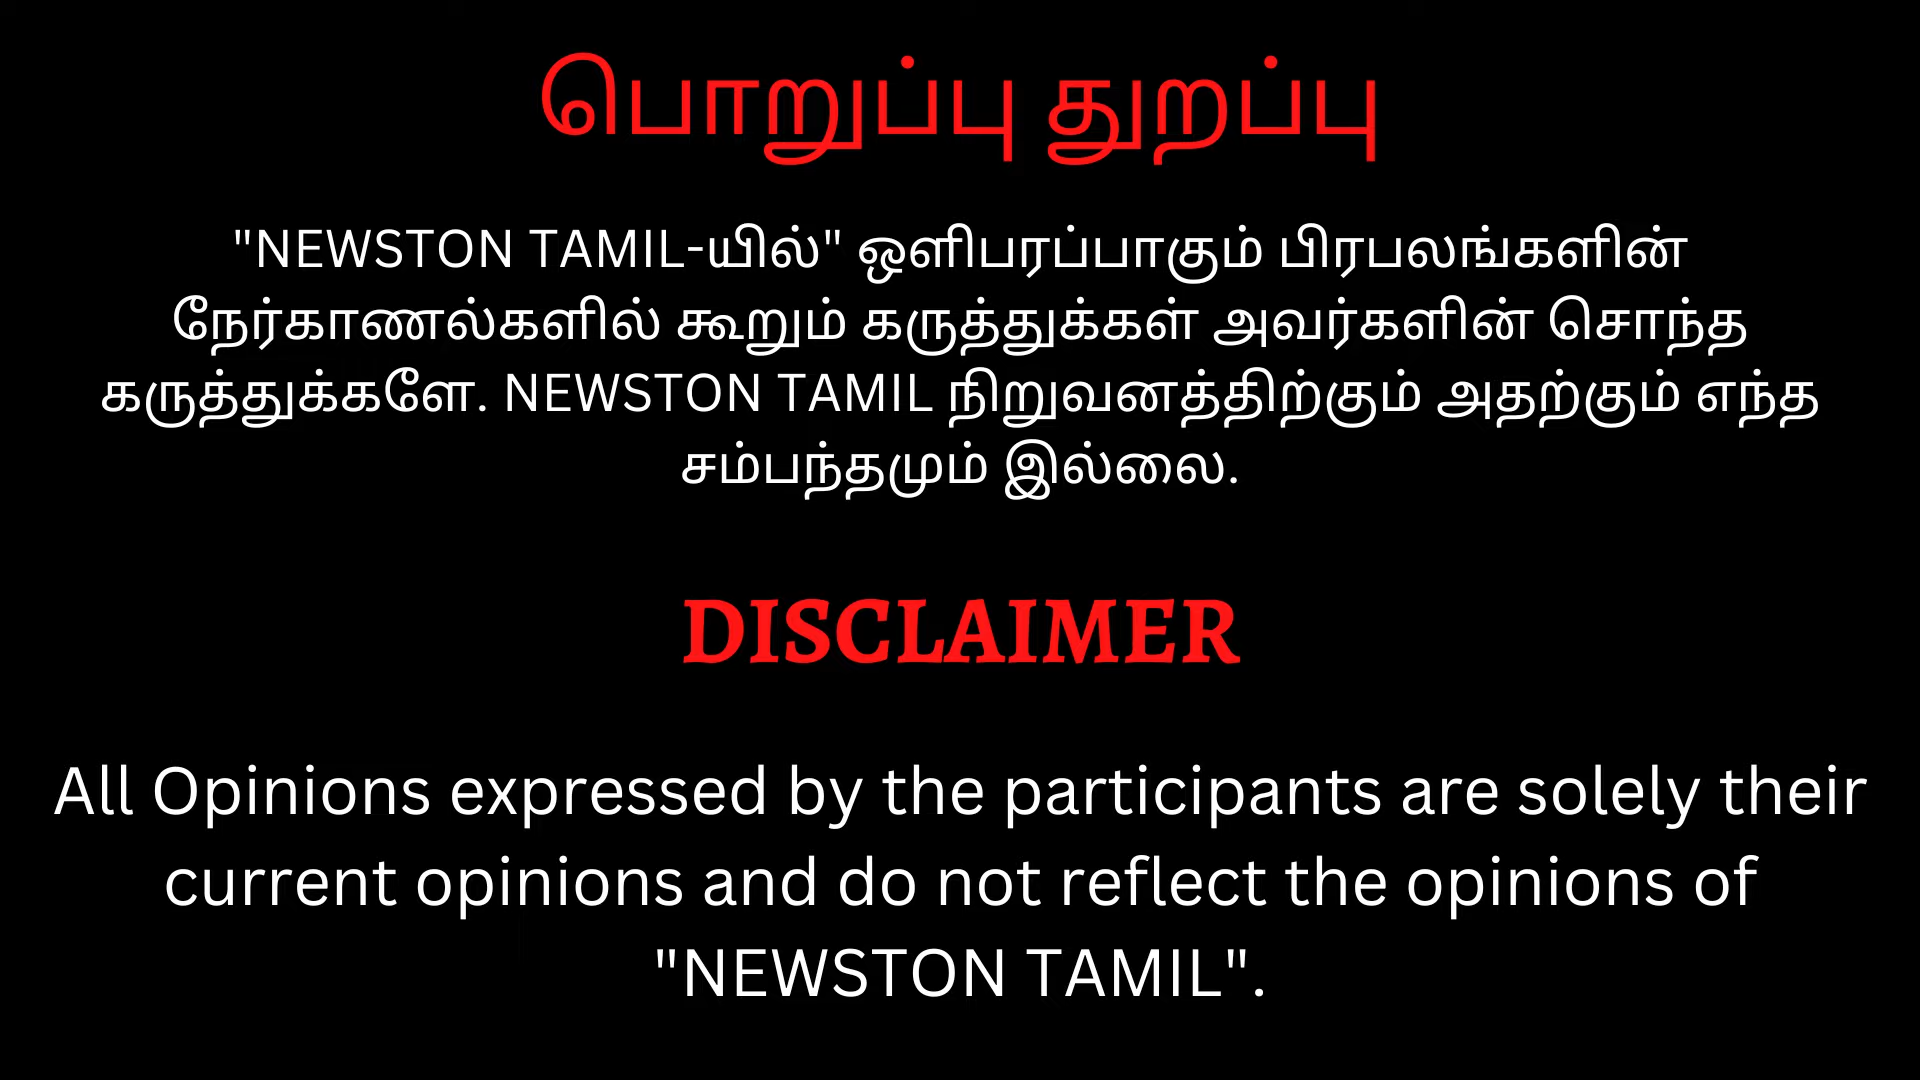 பொறுப்பு துறப்பு
"NEWSTON TAMIL-யில்" ஒளிபரப்பாகும் பிரபலங்களின்
நேர்காணல்களில் கூறும் கருத்துக்கள் அவர்களின் சொந்த
கருத்துக்களே. NEWSTON TAMIL நிறுவனத்திற்கும் அதற்கும் எந்த
சம்பந்தமும் இல்லை.
DISCLAIMER
All Opinions expressed by the participants are solely their
current opinions and do not reflect the opinions of
"NEWSTON TAMIL".